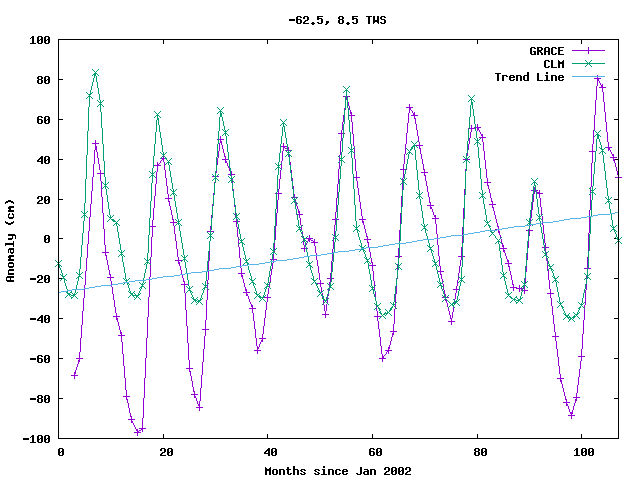 -62.5, 8.5 TWS
GRACE
CLM
Trend Line
100
80
60
40
20
0
-20
-40
-60
-80
-100
Anomaly (cm)
0 20 40 60 80 100
Months since Jan 2002